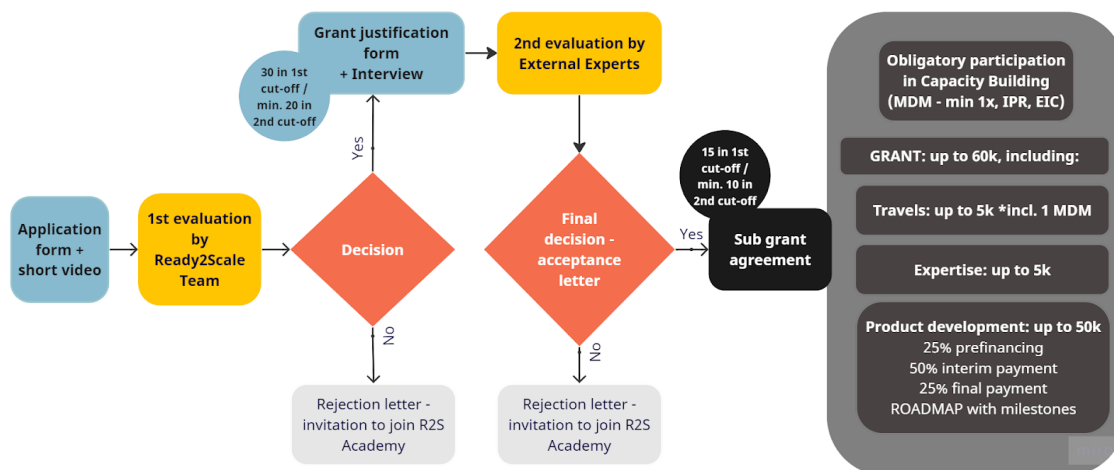 Application
form +
short video
1st evaluation
by
Ready2Scale
Team
Decision
Yes
No
30 in 1st
cut-off /
min. 20 in
2nd cut-off
Grant justification
form
+ Interview
Rejection letter -
invitation to join R2S
Academy
2nd evaluation by
External Experts
Final
decision -
acceptance
letter
Yes
No
Rejection letter -
invitation to join R2S
Academy
15 in 1st
cut-off /
min. 10 in
2nd cut-off
Sub grant
agreement
Obligatory participation
in Capacity Building
(MDM - min 1x, IPR, EIC)
GRANT: up to 60k, including:
Travels: up to 5k *incl. 1 MDM
Expertise: up to 5k
Product development: up to 50k
25% prefinancing
50% interim payment
25% final payment
ROADMAP with milestones